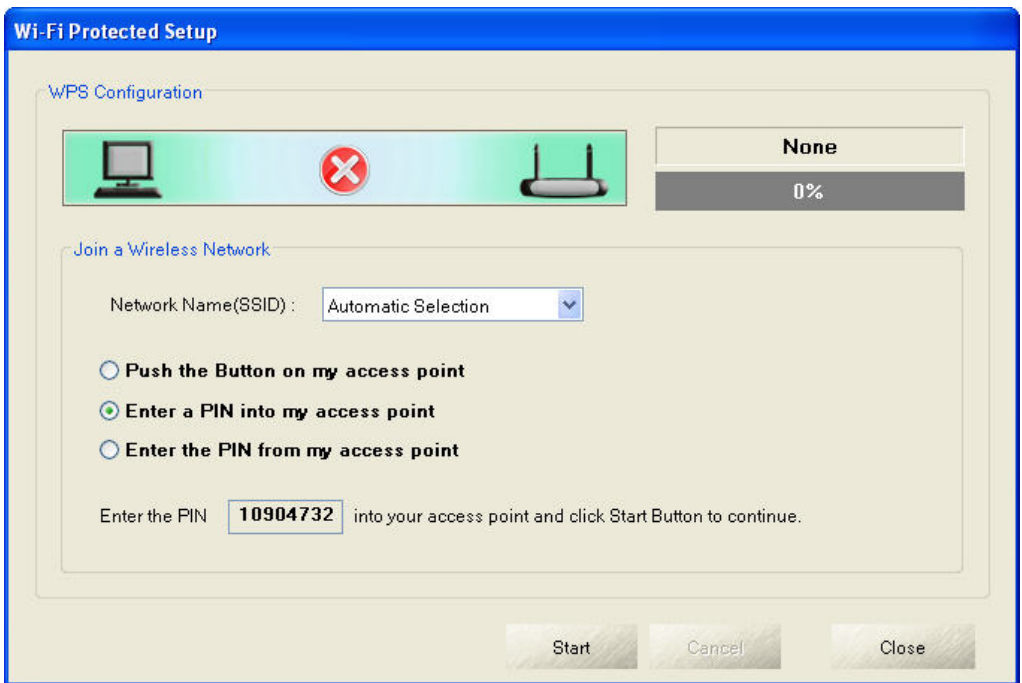 Wi-Fi Protected Setup
WPS Configuration
None
0%
Join a Wireless Network
Network Name(SSID) : Automatic Selection
Push the Button on my access point
Enter a PIN into my access point
Enter the PIN from my access point
Enter the PIN 10904732 into your access point and click Start Button to continue.
Start Cancel Close